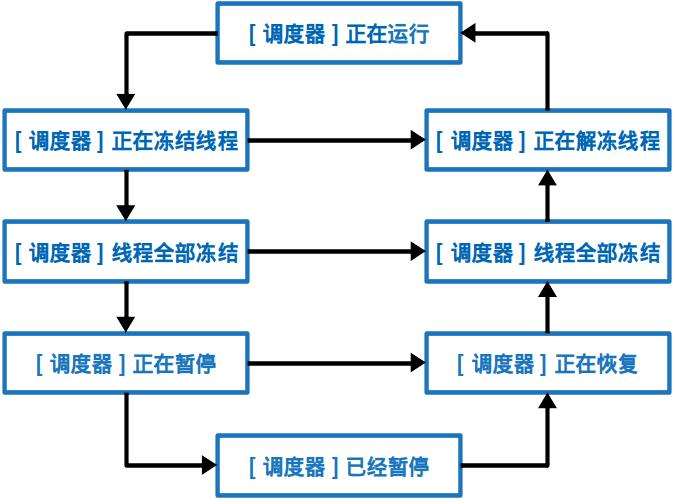 [ 调度器 ] 正在运行
[ 调度器 ] 正在冻结线程
[ 调度器 ] 正在解冻线程
[ 调度器 ] 线程全部冻结
[ 调度器 ] 线程全部冻结
[ 调度器 ] 正在暂停
[ 调度器 ] 正在恢复
[ 调度器 ] 已经暂停